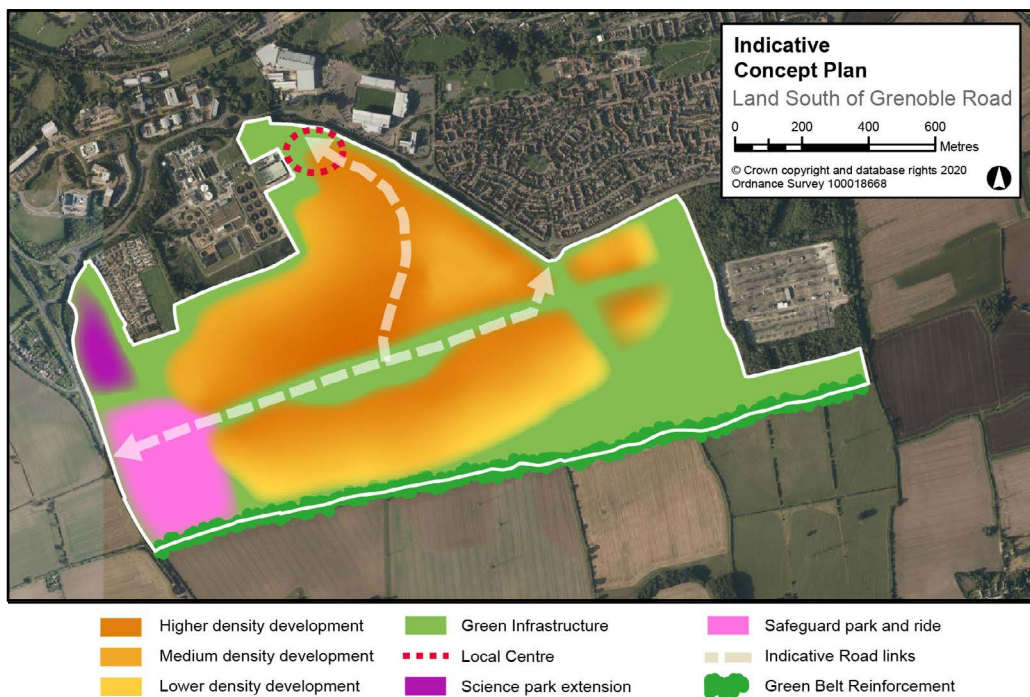 Indicative
Concept Plan
Land South of Grenoble Road
0 200 400 600
Metres
© Crown copyright and database rights 2020
Ordnance Survey 100018668
Higher density development
Medium density development
Lower density development
Green Infrastructure
Local Centre
Science park extension
Safeguard park and ride
Indicative Road links
Green Belt Reinforcement